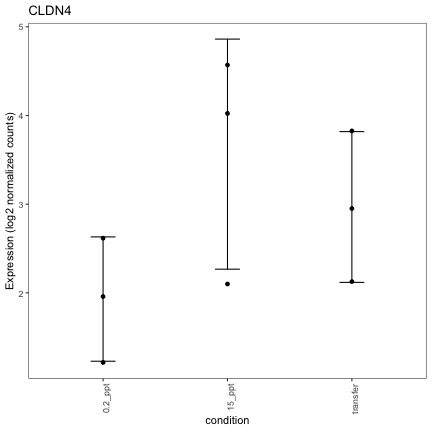 CLDN4
Expression (log2 normalized counts)
5
4
3
2
0.2_ppt
15_ppt
transfer
condition